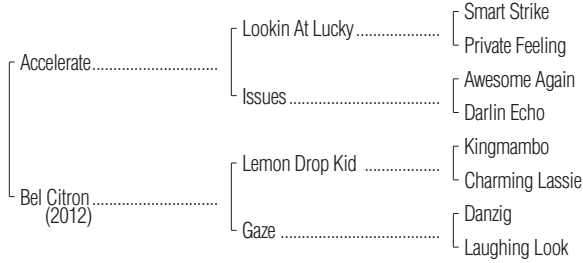 Smart Strike
Lookin At Lucky
Private Feeling
Accelerate
Awesome Again
Issues
Darlin Echo
Kingmambo
Lemon Drop Kid
Charming Lassie
Bel Citron
(2012)
Danzig
Gaze
Laughing Look